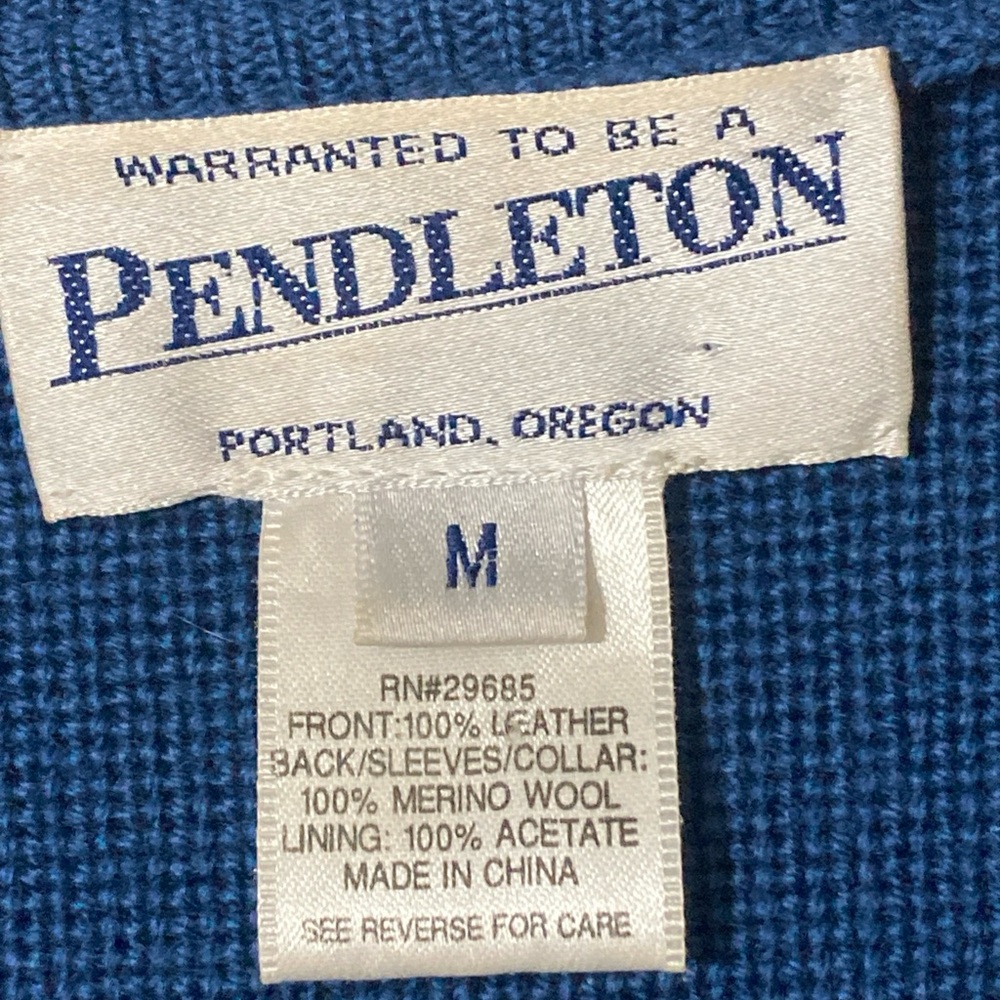 WARRANTED TO BE A
PENDLETON
PORTLAND, OREGON
M
RN#29685
FRONT:100% LEATHER
BACK/SLEEVES/COLLAR:
100% MERINO WOOL
LINING: 100% ACETATE
MADE IN CHINA
SEE REVERSE FOR CARE